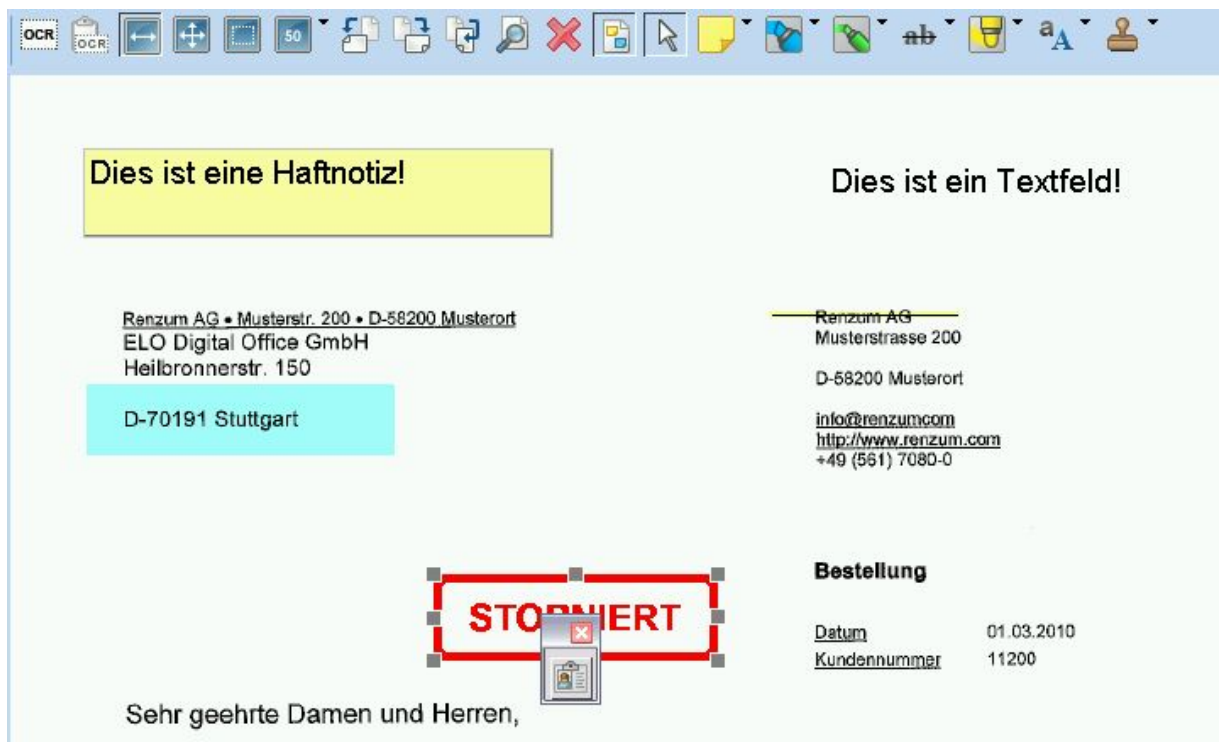 OCR
OCR
50
ab
aA
Dies ist eine Haftnotiz!
Dies ist ein Textfeld!
Renzum AG • Musterstr. 200 • D-58200 Musterort
ELO Digital Office GmbH
Heilbronnerstr. 150
D-70191 Stuttgart
Renzum AG
Musterstrasse 200
D-58200 Musterort
info@renzumcom
http://www.renzum.com
+49 (561) 7080-0
STORNIERT
Bestellung
Datum 01.03.2010
Kundennummer 11200
Sehr geehrte Damen und Herren,